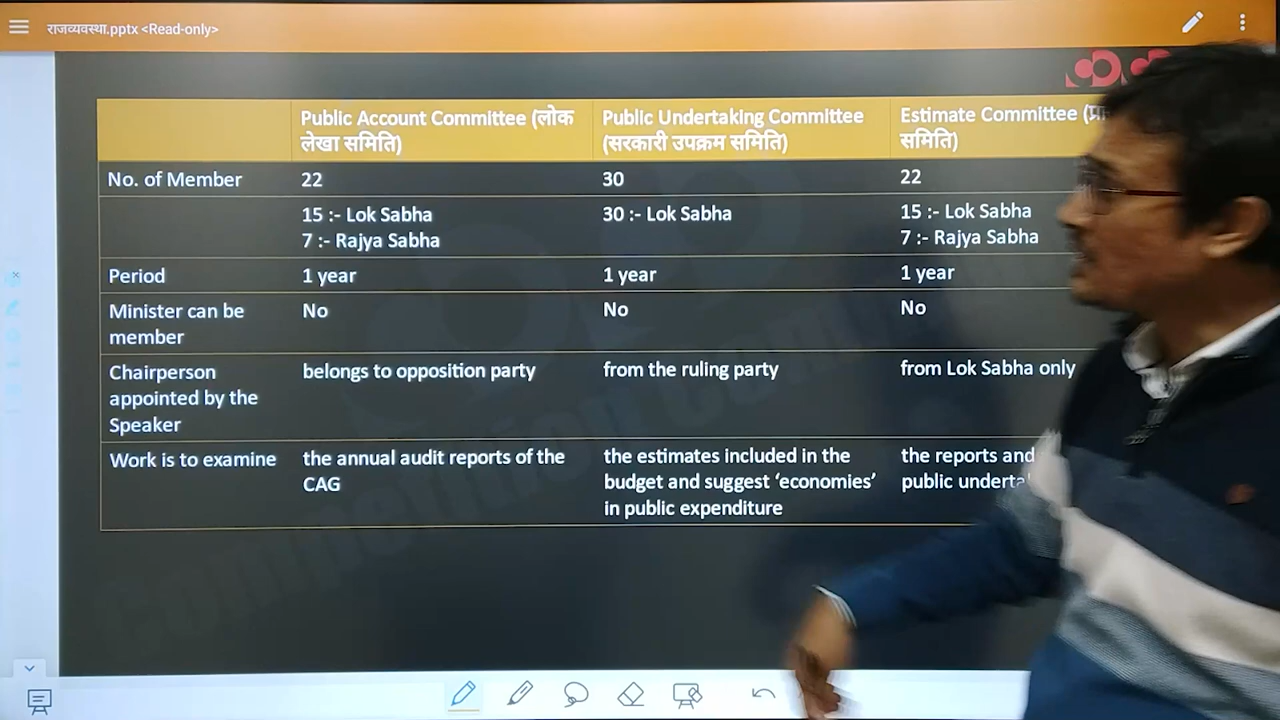 राजव्यवस्था.pptx <Read-only>
Public Account Committee (लोक
लेखा समिति)
Public Undertaking Committee
(सरकारी उपक्रम समिति)
Estimate Committee
समिति)
No. of Member
22
30
22
15 :- Lok Sabha
7 :- Rajya Sabha
30 :- Lok Sabha
15 :- Lok Sabha
7 :- Rajya Sabha
Period
1 year
1 year
1 year
Minister can be
member
No
No
No
Chairperson
appointed by the
Speaker
belongs to opposition party
from the ruling party
from Lok Sabha only
Work is to examine
the annual audit reports of the
CAG
the estimates included in the
budget and suggest ‘economies’
in public expenditure
the reports and
public